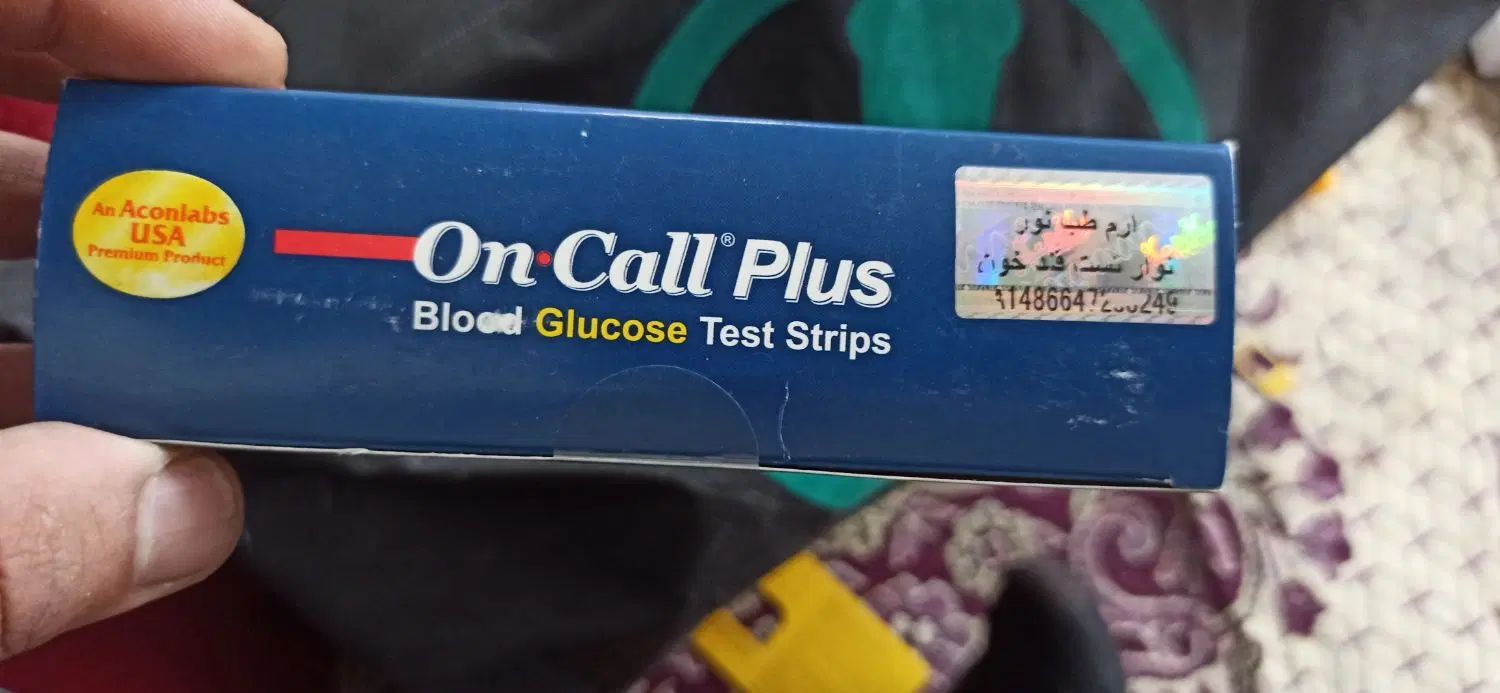 An Aconlabs
USA
Premium Product
On·Call® Plus
Blood Glucose Test Strips
ارم طب نور
نوار تست قند خون